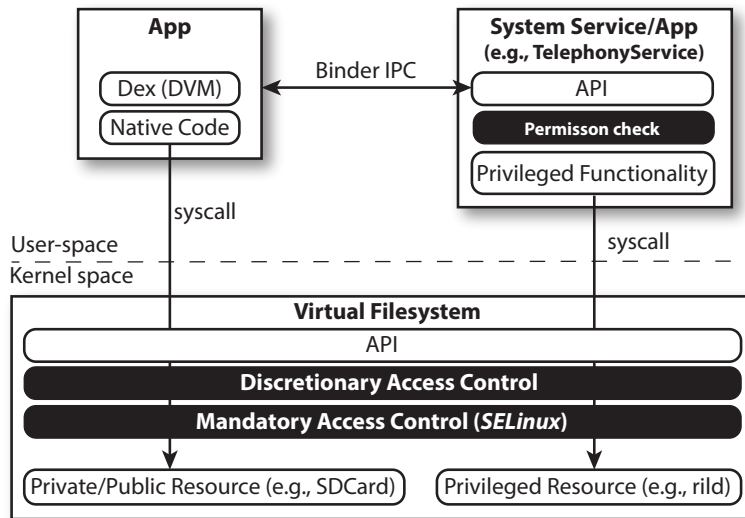 App
Dex (DVM)
Native Code
Binder IPC
System Service/App
(e.g., TelephonyService)
API
Permisson check
Privileged Functionality
syscall
syscall
User-space
Kernel space
Virtual Filesystem
API
Discretionary Access Control
Mandatory Access Control (SELinux)
Private/Public Resource (e.g., SDCard)
Privileged Resource (e.g., rild)